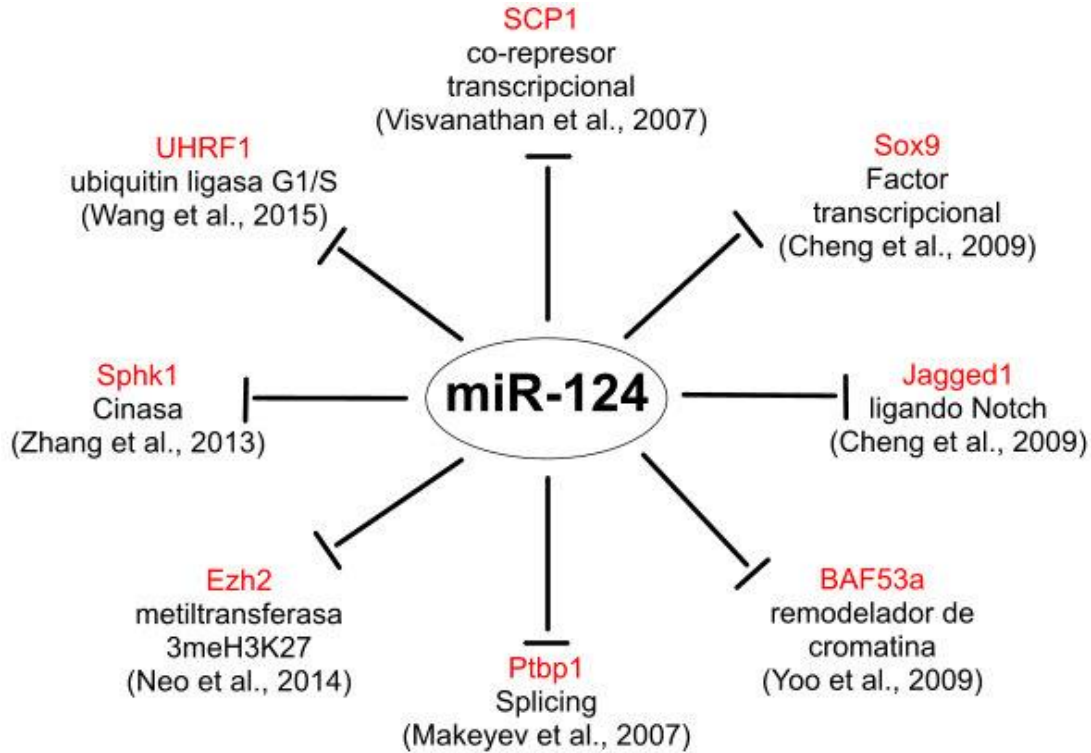 SCP1
co-represor
transcripcional
(Visvanathan et al., 2007)
UHRF1
ubiquitin ligasa G1/S
(Wang et al., 2015)
Sox9
Factor
transcripcional
(Cheng et al., 2009)
miR-124
Sphk1
Cinasa
(Zhang et al., 2013)
Jagged1
ligando Notch
(Cheng et al., 2009)
Ezh2
metiltransferasa
3meH3K27
(Neo et al., 2014)
Ptbp1
Splicing
(Makeyev et al., 2007)
BAF53a
remodelador de
cromatina
(Yoo et al., 2009)